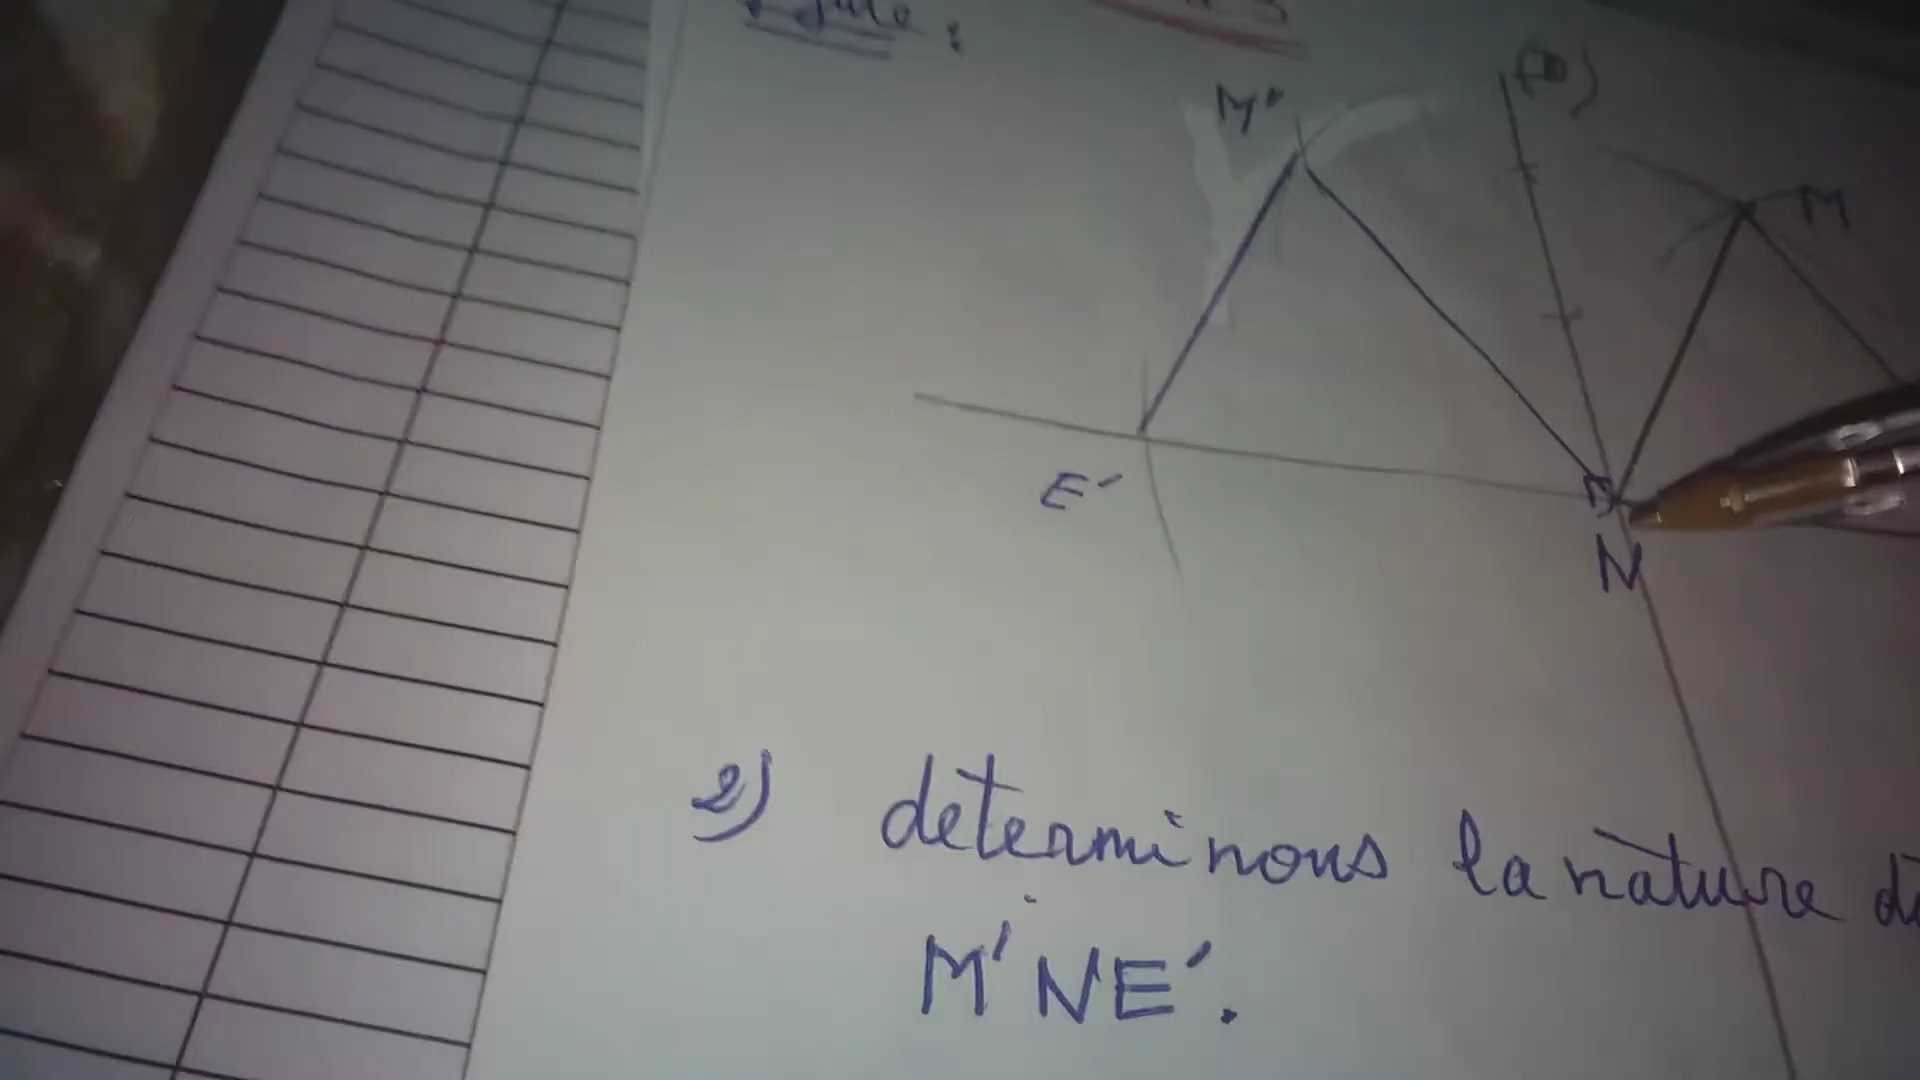 M'
(D)
M
E'
N
2) determinons la nature
M'NE'.